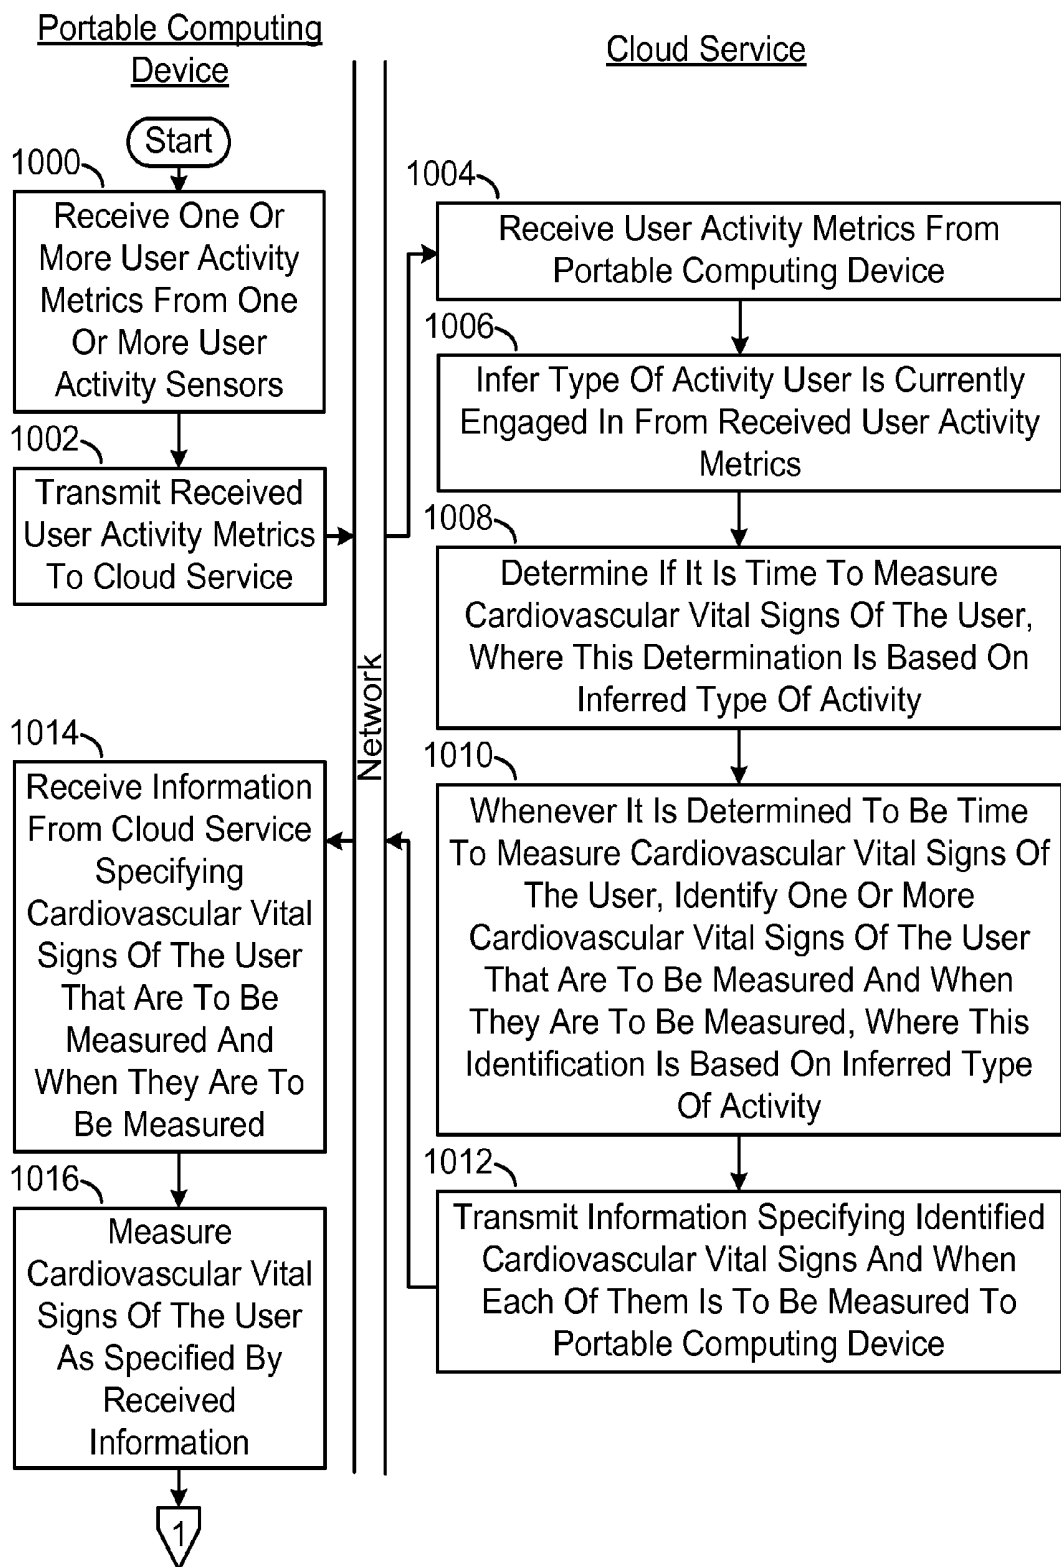 Portable Computing
Device
Start
1000
Receive One Or
More User Activity
Metrics From One
Or More User
Activity Sensors
1002
Transmit Received
User Activity Metrics
To Cloud Service
1014
Receive Information
From Cloud Service
Specifying
Cardiovascular Vital
Signs Of The User
That Are To Be
Measured And
When They Are To
Be Measured
1016
Measure
Cardiovascular Vital
Signs Of The User
As Specified By
Received
Information
1
Network
Cloud Service
1004
Receive User Activity Metrics From
Portable Computing Device
1006
Infer Type Of Activity User Is Currently
Engaged In From Received User Activity
Metrics
1008
Determine If It Is Time To Measure
Cardiovascular Vital Signs Of The User,
Where This Determination Is Based On
Inferred Type Of Activity
1010
Whenever It Is Determined To Be Time
To Measure Cardiovascular Vital Signs Of
The User, Identify One Or More
Cardiovascular Vital Signs Of The User
That Are To Be Measured And When
They Are To Be Measured, Where This
Identification Is Based On Inferred Type
Of Activity
1012
Transmit Information Specifying Identified
Cardiovascular Vital Signs And When
Each Of Them Is To Be Measured To
Portable Computing Device